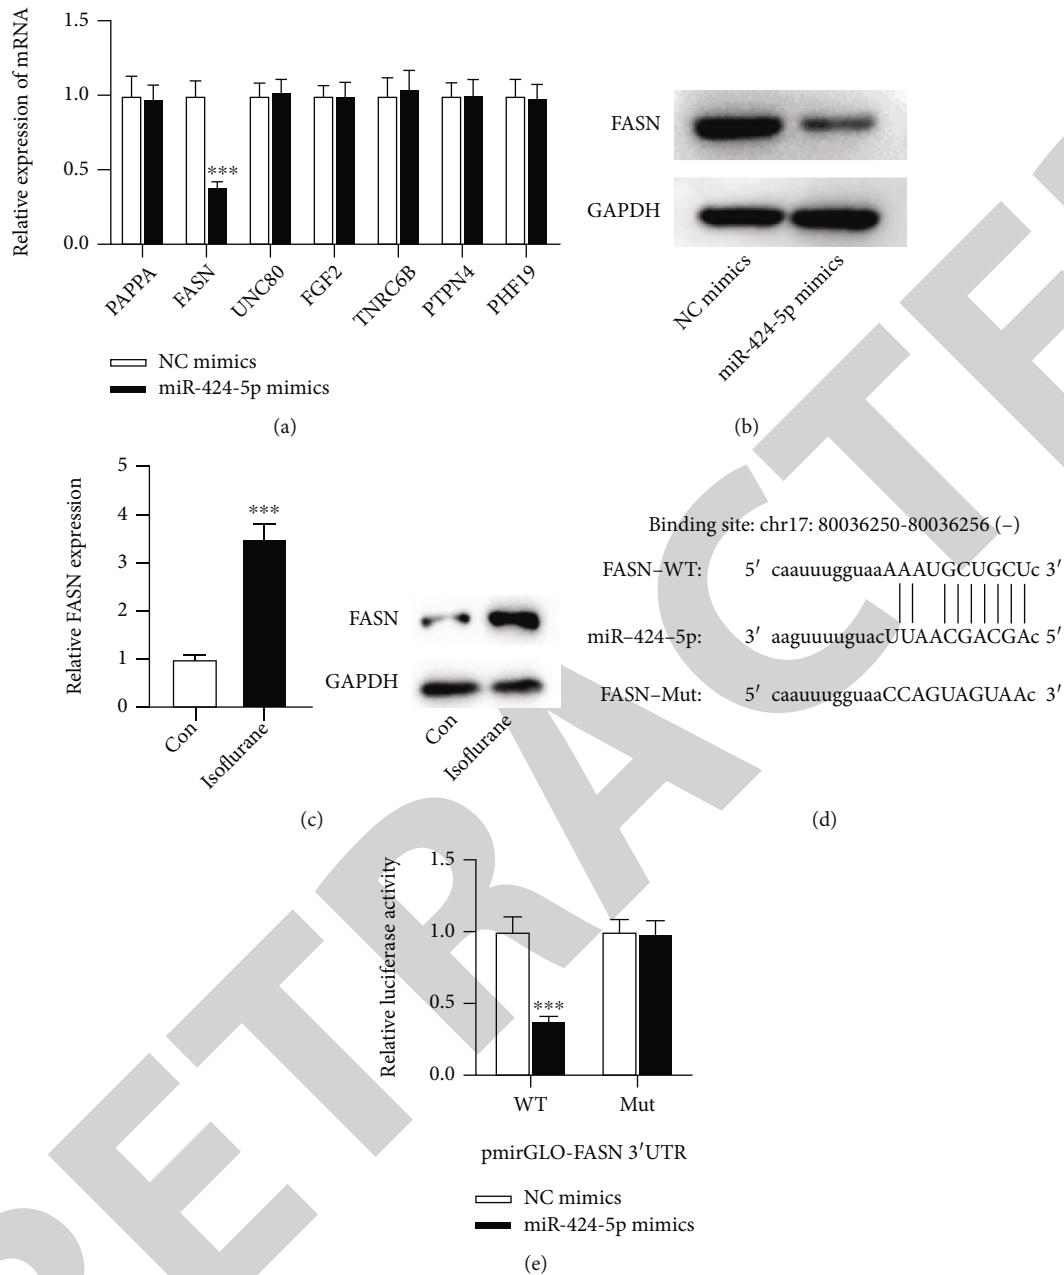 Relative expression of mRNA
1.5
1.0
0.5
0.0
***
PAPPA
FASN
UNC80
FGF2
TNRC6B
PTPN4
PHF19
NC mimics
miR-424-5p mimics
(a)
FASN
GAPDH
NC mimics
miR-424-5p mimics
(b)
Relative FASN expression
5
4
3
2
1
0
***
Con
Isoflurane
FASN
GAPDH
Con
Isoflurane
(c)
Binding site: chr17: 80036250-80036256 (–)
FASN–WT: 5′ caauuugguaaAAAUGCUGCUc 3′
miR–424–5p: 3′ aaguuuuguacUUAACGACGAc 5′
FASN–Mut: 5′ caauuugguaaCCAGUAGUAAc 3′
(d)
Relative luciferase activity
1.5
1.0
0.5
0.0
***
WT
Mut
pmirGLO-FASN 3′UTR
NC mimics
miR-424-5p mimics
(e)
RETRACTE